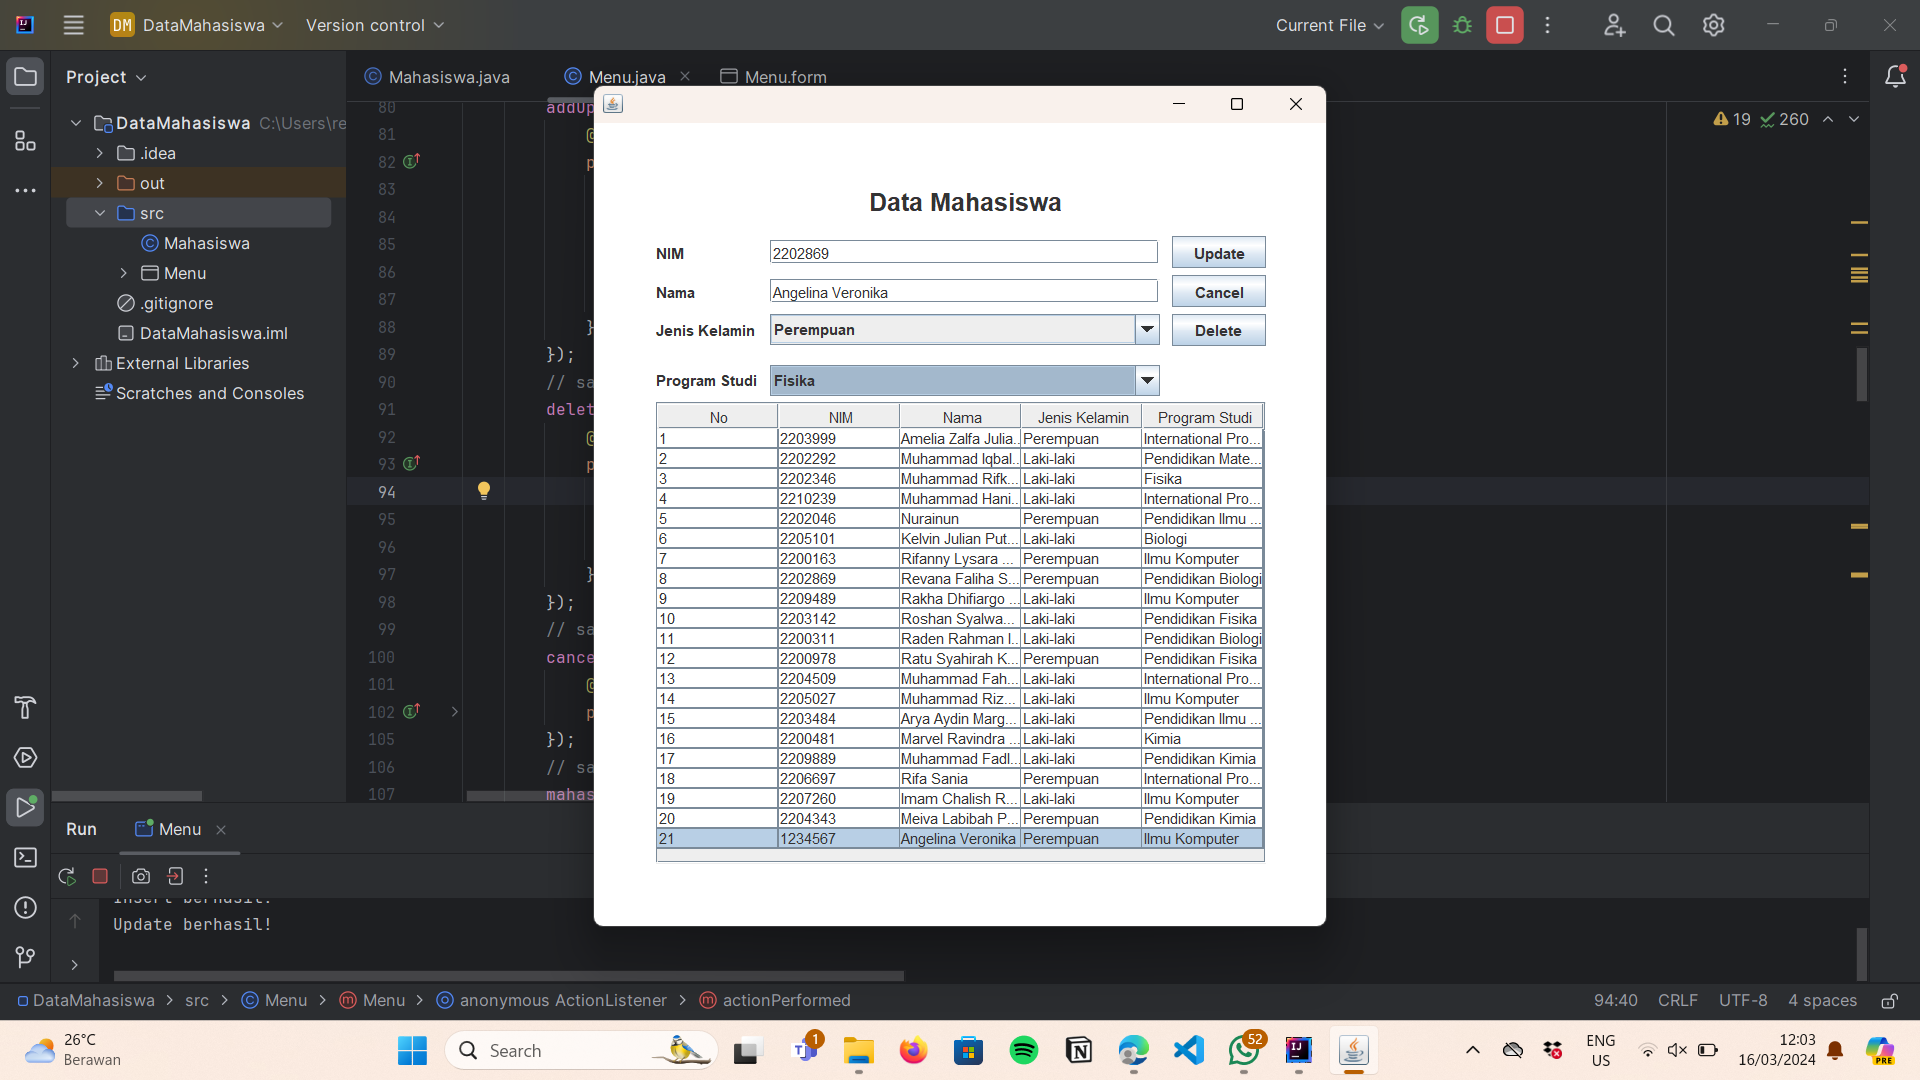 DM DataMahasiswa Version control Current File
Project
Mahasiswa.java Menu.java Menu.form
DataMahasiswa C:\Users\re
.idea
out
src
Mahasiswa
Menu
.gitignore
DataMahasiswa.iml
External Libraries
Scratches and Consoles
19 260
80 addUp
81 @
82 p
83
84
85
86
87
88 }
89 });
90 // sa
91 delet
92 @
93 p
94
95
96
97 }
98 });
99 // sa
100 cance
101 @
102 p
105 });
106 // sa
107 mahas
Data Mahasiswa
NIM 2202869 Update
Nama Angelina Veronika Cancel
Jenis Kelamin Perempuan Delete
Program Studi Fisika
No NIM Nama Jenis Kelamin Program Studi
1 2203999 Amelia Zalfa Julia... Perempuan International Pro...
2 2202292 Muhammad Iqbal... Laki-laki Pendidikan Mate...
3 2202346 Muhammad Rifk... Laki-laki Fisika
4 2210239 Muhammad Hani... Laki-laki International Pro...
5 2202046 Nurainun Perempuan Pendidikan Ilmu ...
6 2205101 Kelvin Julian Put... Laki-laki Biologi
7 2200163 Rifanny Lysara ... Perempuan Ilmu Komputer
8 2202869 Revana Faliha S... Perempuan Pendidikan Biologi
9 2209489 Rakha Dhifiargo ... Laki-laki Ilmu Komputer
10 2203142 Roshan Syalwa... Laki-laki Pendidikan Fisika
11 2200311 Raden Rahman I... Laki-laki Pendidikan Biologi
12 2200978 Ratu Syahirah K... Perempuan Pendidikan Fisika
13 2204509 Muhammad Fah... Laki-laki International Pro...
14 2205027 Muhammad Riz... Laki-laki Ilmu Komputer
15 2203484 Arya Aydin Marg... Laki-laki Pendidikan Ilmu ...
16 2200481 Marvel Ravindra ... Laki-laki Kimia
17 2209889 Muhammad Fadl... Laki-laki Pendidikan Kimia
18 2206697 Rifa Sania Perempuan International Pro...
19 2207260 Imam Chalish R... Laki-laki Ilmu Komputer
20 2204343 Meiva Labibah P... Perempuan Pendidikan Kimia
21 1234567 Angelina Veronika Perempuan Ilmu Komputer
Run Menu
Insert berhasil!
Update berhasil!
DataMahasiswa > src > Menu > Menu > anonymous ActionListener > actionPerformed 94:40 CRLF UTF-8 4 spaces
26°C
Berawan
Search
1
52
ENG
US
12:03
16/03/2024
PRE